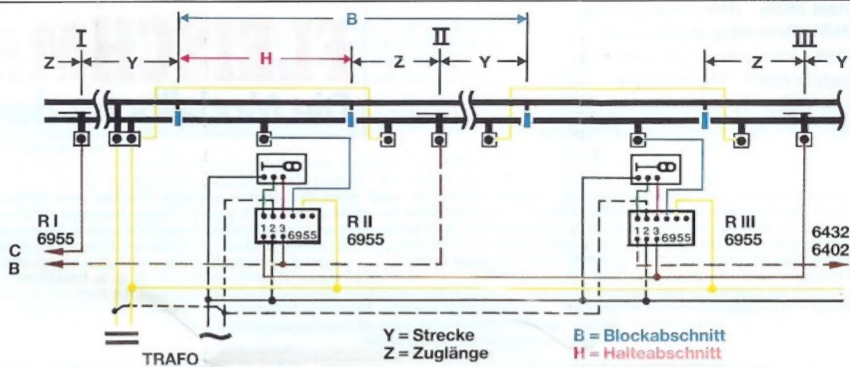 B
I II III
Z Y H Z Y Z Y
R I
6955
1 2 3 6955
R II
6955
1 2 3 6955
R III
6955
6432
6402
C
B
TRAFO
Y = Strecke
Z = Zuglänge
B = Blockabschnitt
H = Halteabschnitt